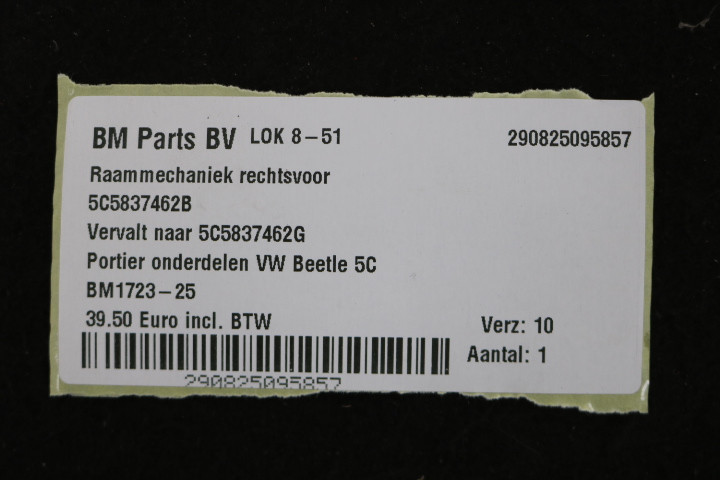 BM Parts BV LOK 8-51 290825095857
Raammechaniek rechtsvoor
5C5837462B
Vervalt naar 5C5837462G
Portier onderdelen VW Beetle 5C
BM1723-25
39.50 Euro incl. BTW Verz: 10
Aantal: 1
290825095857